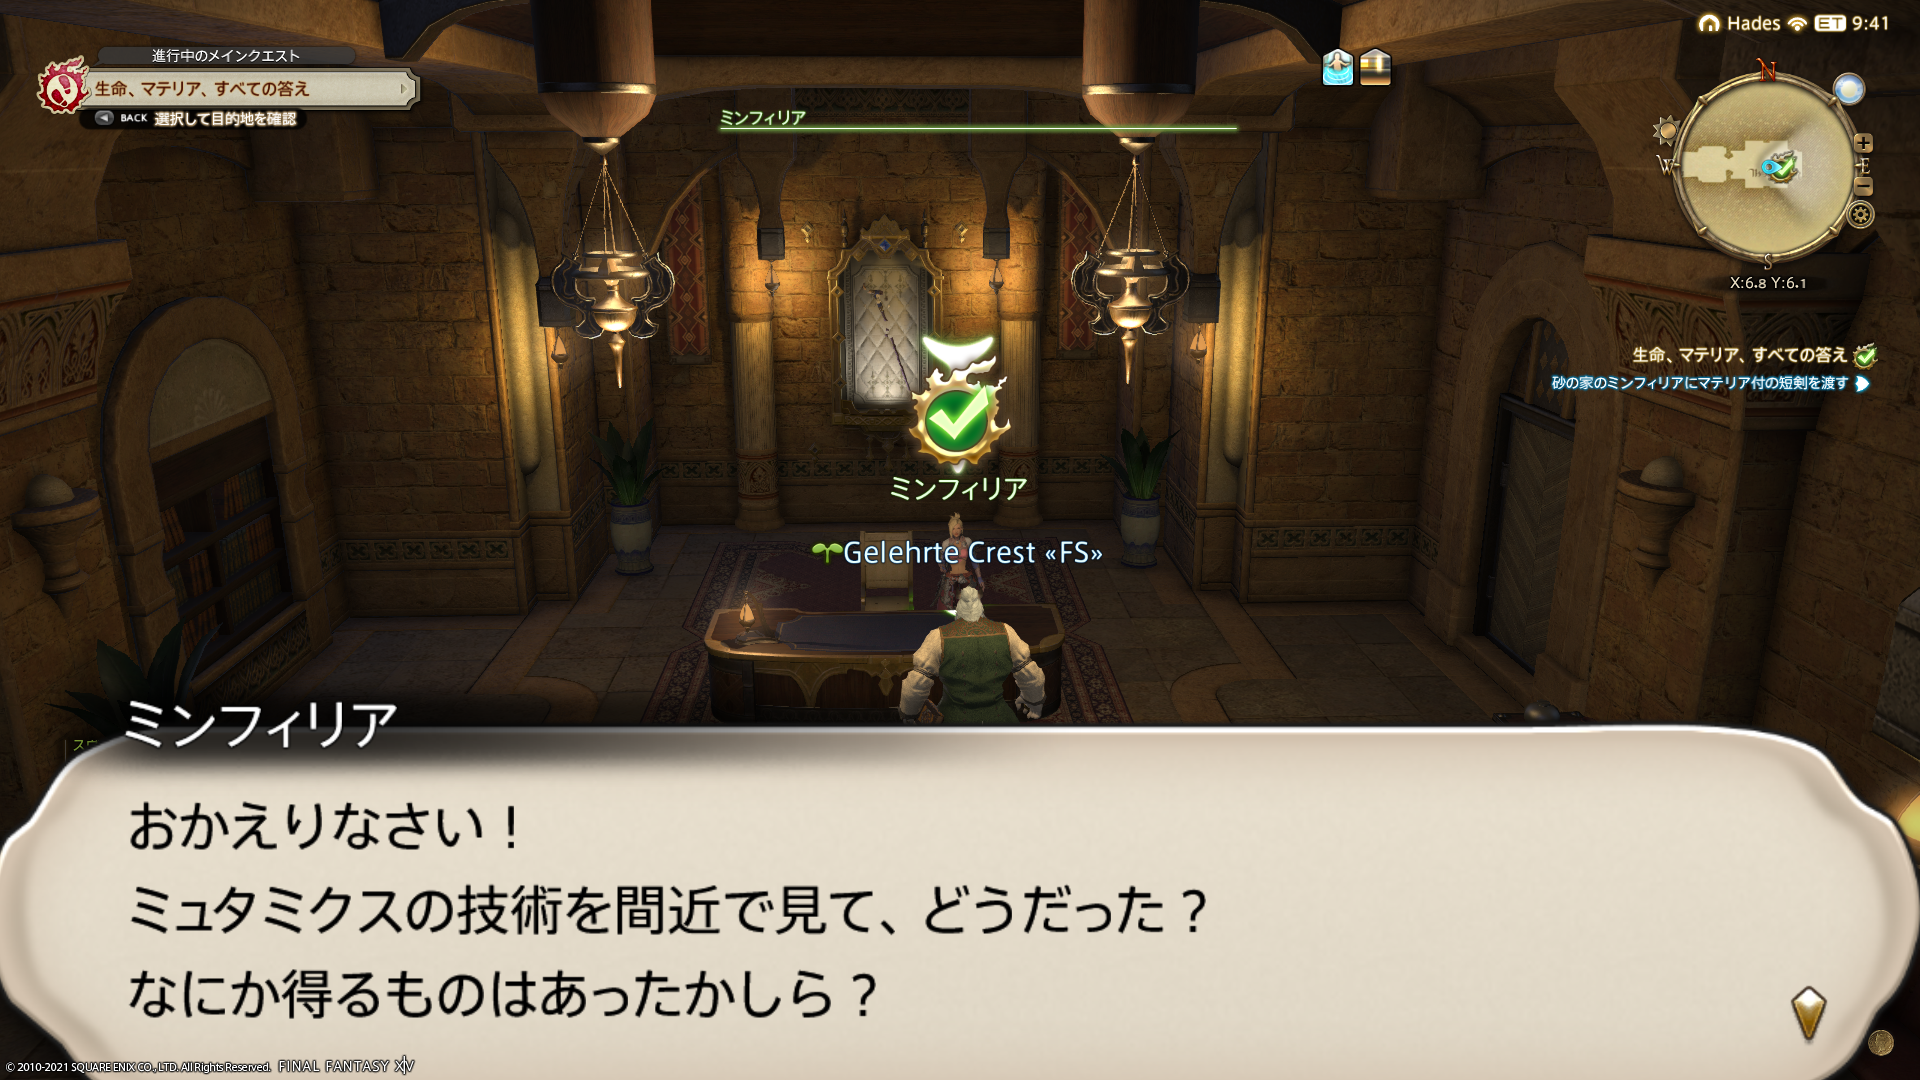 進行中のメインクエスト
生命、マテリア、すべての答え
BACK 選択して目的地を確認
ミンフィリア
Hades ET 9:41
N
W
E
S
X:6.8 Y:6.1
生命、マテリア、すべての答え
砂の家のミンフィリアにマテリア付の短剣を渡す
ミンフィリア
Gelehrte Crest «FS»
ミンフィリア
おかえりなさい！
ミュタミクスの技術を間近で見て、どうだった？
なにか得るものはあったかしら？
© 2010-2021 SQUARE ENIX CO., LTD. All Rights Reserved. FINAL FANTASY XIV